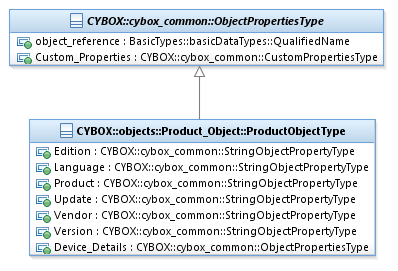 CYBOX::cybox_common::ObjectPropertiesType
object_reference : BasicTypes::basicDataTypes::QualifiedName
Custom_Properties : CYBOX::cybox_common::CustomPropertiesType
CYBOX::objects::Product_Object::ProductObjectType
Edition : CYBOX::cybox_common::StringObjectPropertyType
Language : CYBOX::cybox_common::StringObjectPropertyType
Product : CYBOX::cybox_common::StringObjectPropertyType
Update : CYBOX::cybox_common::StringObjectPropertyType
Vendor : CYBOX::cybox_common::StringObjectPropertyType
Version : CYBOX::cybox_common::StringObjectPropertyType
Device_Details : CYBOX::cybox_common::ObjectPropertiesType